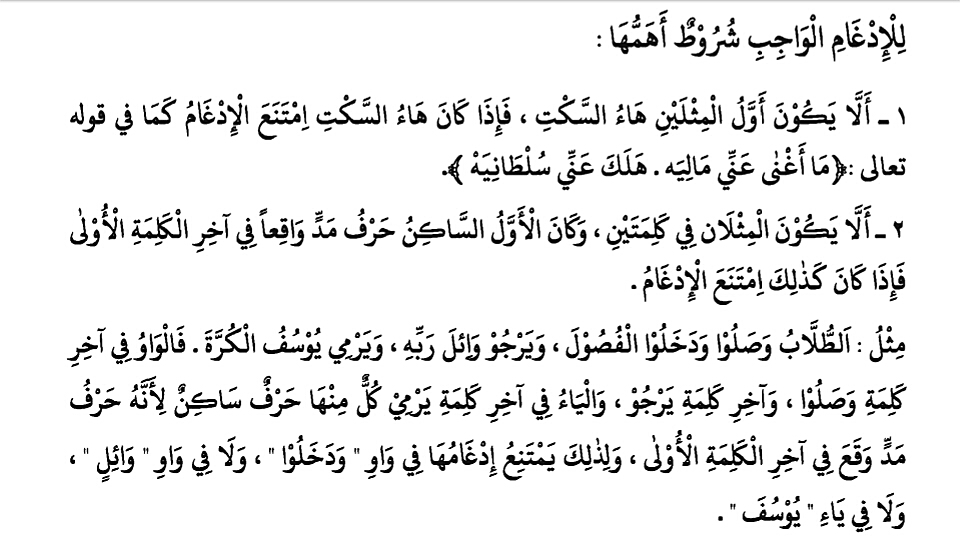 لِلْإِدْغَامِ الْوَاجِبِ شُرُوْطٌ أَهَمُّهَا :
١ ـ أَلَّا يَكُوْنَ أَوَّلُ الْمِثْلَيْنِ هَاءُ السَّكْتِ ، فَإِذَا كَانَ هَاءُ السَّكْتِ اِمْتَنَعَ الْإِدْغَامُ كَمَا في قوله
تعالى :﴿مَا أَغْنٰى عَنِّي مَالِيَه . هَلَكَ عَنِّي سُلْطَانِيَهْ ﴾.
٢ ـ أَلَّا يَكُوْنَ الْمِثْلَان فِي كَلِمَتَيْنِ ، وَكَانَ الْأَوَّلُ السَّاكِنُ حَرْفُ مَدٍّ وَاقِعاً فِي آخِرِ الْكَلِمَةِ الْأُوْلٰى
فَإِذَا كَانَ كَذٰلِكَ اِمْتَنَعَ الْإِدْغَامُ .
مِثْلُ : اَلطُّلَّابُ وَصَلُوْا وَدَخَلُوْا الْفُصُوْلَ ، وَيَرْجُوْ وَائِلَ رَبِّهِ ، وَيَرْمِي يُوْسُفُ الْكُرَّةَ . فَالْوَاوُ فِي آخِرِ
كَلِمَةِ وَصَلُوْا ، وَآخِرِ كَلِمَةِ يَرْجُوْ ، وَالْيَاءُ فِي آخِرِ كَلِمَةِ يَرْمِيْ كُلٌّ مِنْهَا حَرْفٌ سَاكِنٌ لِأَنَّهُ حَرْفُ
مَدٍّ وَقَعَ فِي آخِرِ الْكَلِمَةِ الْأُوْلٰى ، وَلِذٰلِكَ يَمْتَنِعُ إِدْغَامُهَا فِي وَاوِ " وَدَخَلُوْا " ، وَلَا فِي وَاوِ " وَائِلٍ " ،
وَلَا فِي يَاءِ " يُوْسُفَ " .